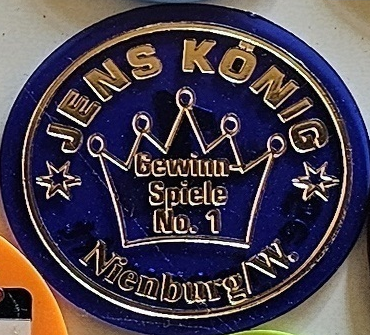 JENS KÖNIG
Gewinn-
Spiele
No. 1
Nienburg/W.